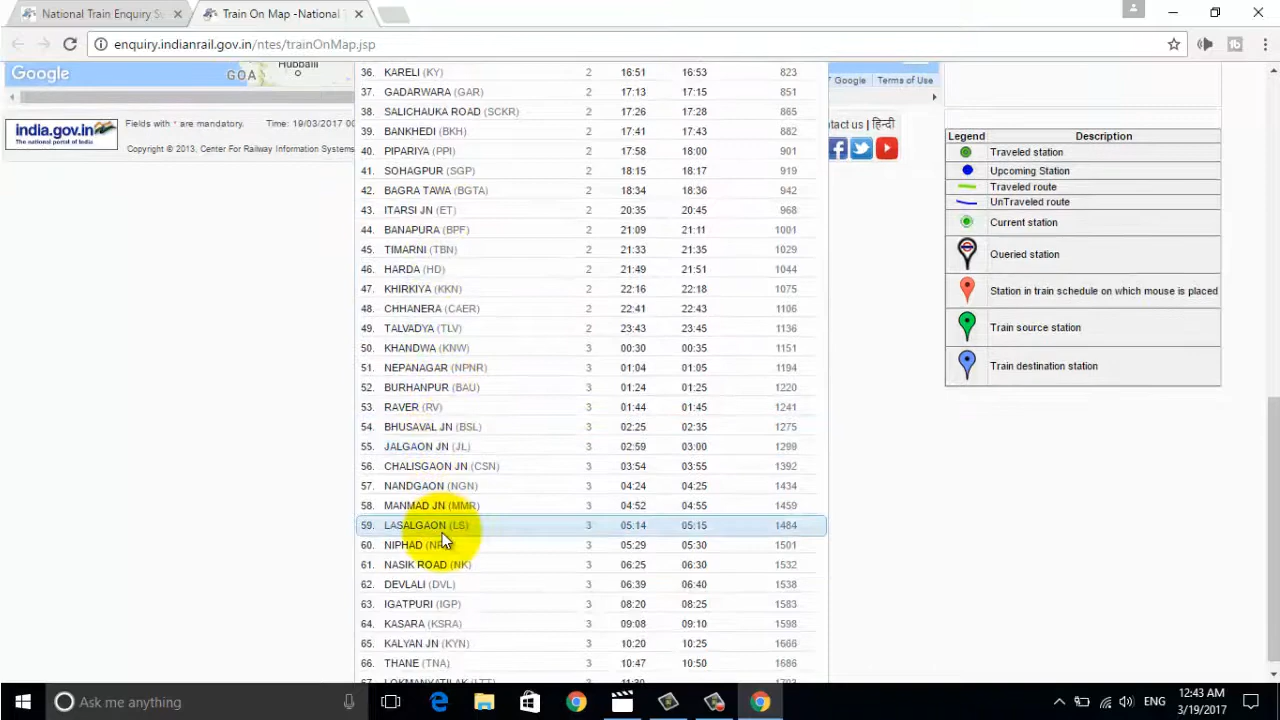 National Train Enquiry S
Train On Map -National T
enquiry.indianrail.gov.in/ntes/trainOnMap.jsp
Google
GOA
Hubballi
india.gov.in
The national portal of India
Fields with * are mandatory. Time: 19/03/2017 00
Copyright © 2013. Center For Railway Information Systems
36. KARELI (KY) 2 16:51 16:53 823
37. GADARWARA (GAR) 2 17:13 17:15 851
38. SALICHAUKA ROAD (SCKR) 2 17:26 17:28 865
39. BANKHEDI (BKH) 2 17:41 17:43 882
40. PIPARIYA (PPI) 2 17:58 18:00 901
41. SOHAGPUR (SGP) 2 18:15 18:17 919
42. BAGRA TAWA (BGTA) 2 18:34 18:36 942
43. ITARSI JN (ET) 2 20:35 20:45 968
44. BANAPURA (BPF) 2 21:09 21:11 1001
45. TIMARNI (TBN) 2 21:33 21:35 1029
46. HARDA (HD) 2 21:49 21:51 1044
47. KHIRKIYA (KKN) 2 22:16 22:18 1075
48. CHHANERA (CAER) 2 22:41 22:43 1106
49. TALVADYA (TLV) 2 23:43 23:45 1136
50. KHANDWA (KNW) 3 00:30 00:35 1151
51. NEPANAGAR (NPNR) 3 01:04 01:05 1194
52. BURHANPUR (BAU) 3 01:24 01:25 1220
53. RAVER (RV) 3 01:44 01:45 1241
54. BHUSAVAL JN (BSL) 3 02:25 02:35 1275
55. JALGAON JN (JL) 3 02:59 03:00 1299
56. CHALISGAON JN (CSN) 3 03:54 03:55 1392
57. NANDGAON (NGN) 3 04:24 04:25 1434
58. MANMAD JN (MMR) 3 04:52 04:55 1459
59. LASALGAON (LS) 3 05:14 05:15 1484
60. NIPHAD 3 05:29 05:30 1501
61. NASIK ROAD (NK) 3 06:25 06:30 1532
62. DEVLALI (DVL) 3 06:39 06:40 1538
63. IGATPURI (IGP) 3 08:20 08:25 1583
64. KASARA (KSRA) 3 09:08 09:10 1598
65. KALYAN JN (KYN) 3 10:20 10:25 1666
66. THANE (TNA) 3 10:47 10:50 1686
Google Terms of Use
ntact us | हिन्दी
Legend Description
Traveled station
Upcoming Station
Traveled route
UnTraveled route
Current station
Queried station
Station in train schedule on which mouse is placed
Train source station
Train destination station
Ask me anything
ENG
12:43 AM
3/19/2017